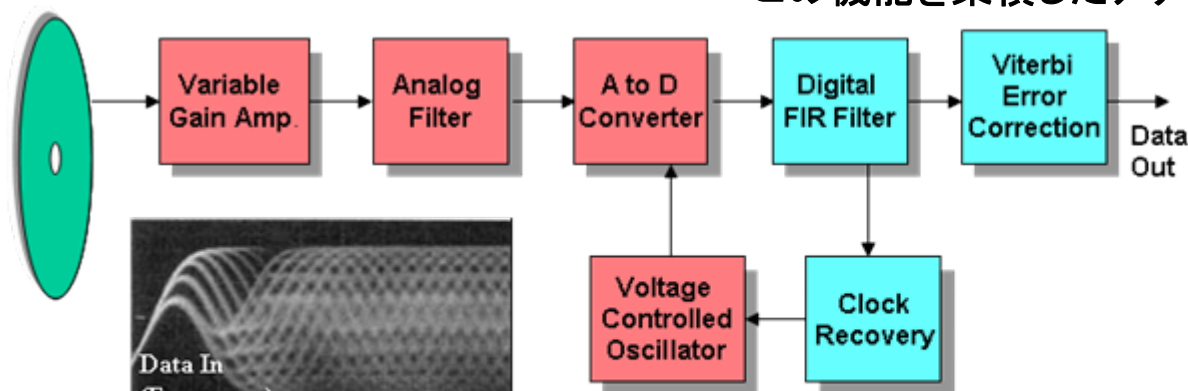 Variable
Gain Amp.
Analog
Filter
A to D
Converter
Digital
FIR Filter
Viterbi
Error
Correction
Data
Out
Voltage
Controlled
Oscillator
Clock
Recovery
Data In